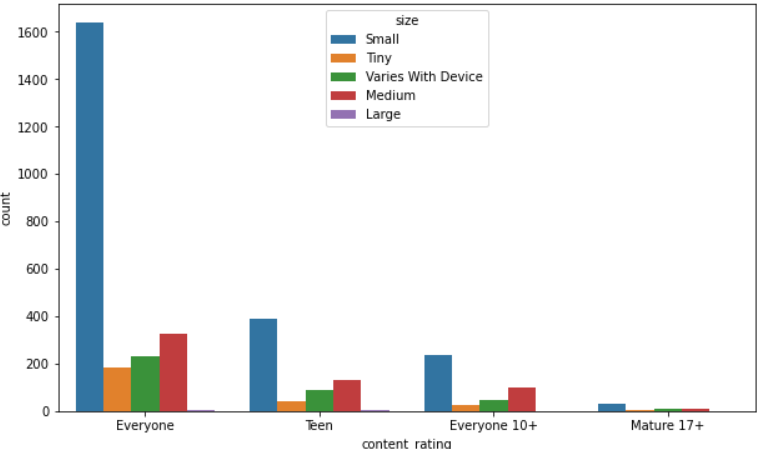 size
Small
Tiny
Varies With Device
Medium
Large
1600
1400
1200
1000
800
600
400
200
0
count
Everyone
Teen
Everyone 10+
Mature 17+
content_rating